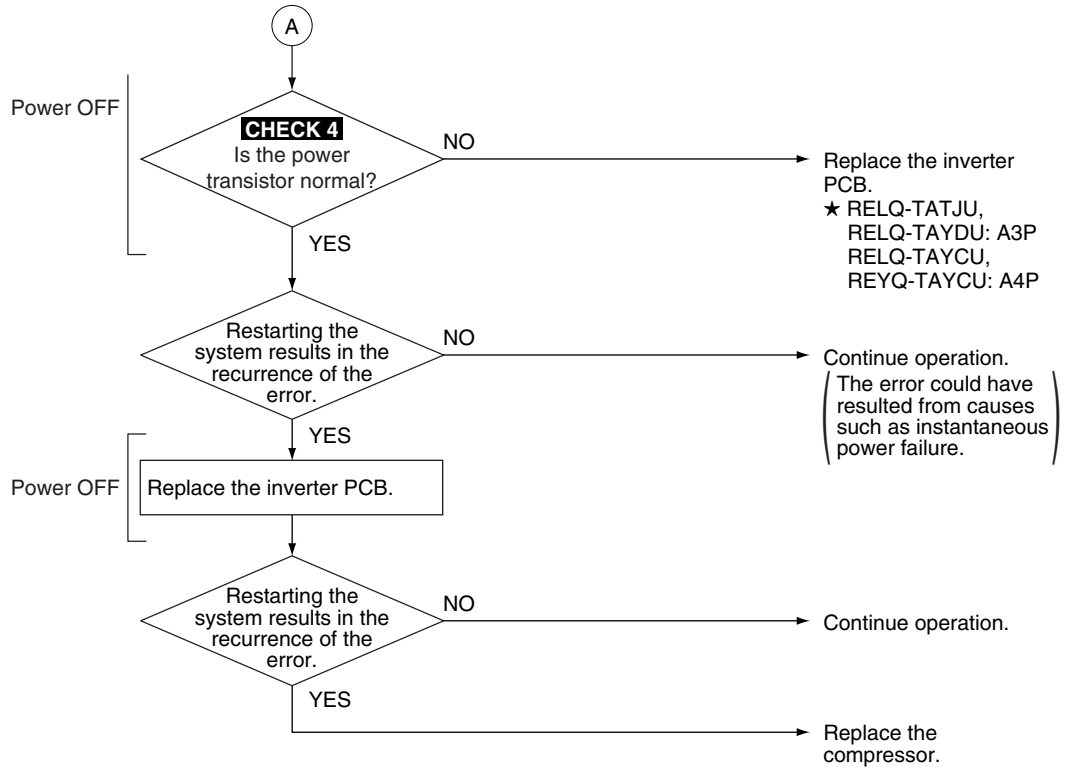 A
Power OFF
CHECK 4
Is the power
transistor normal?
NO
Replace the inverter
PCB.
★ RELQ-TATJU,
RELQ-TAYDU: A3P
RELQ-TAYCU,
REYQ-TAYCU: A4P
YES
Restarting the
system results in the
recurrence of the
error.
NO
Continue operation.
(The error could have
resulted from causes
such as instantaneous
power failure.)
YES
Power OFF
Replace the inverter PCB.
Restarting the
system results in the
recurrence of the
error.
NO
Continue operation.
YES
Replace the
compressor.